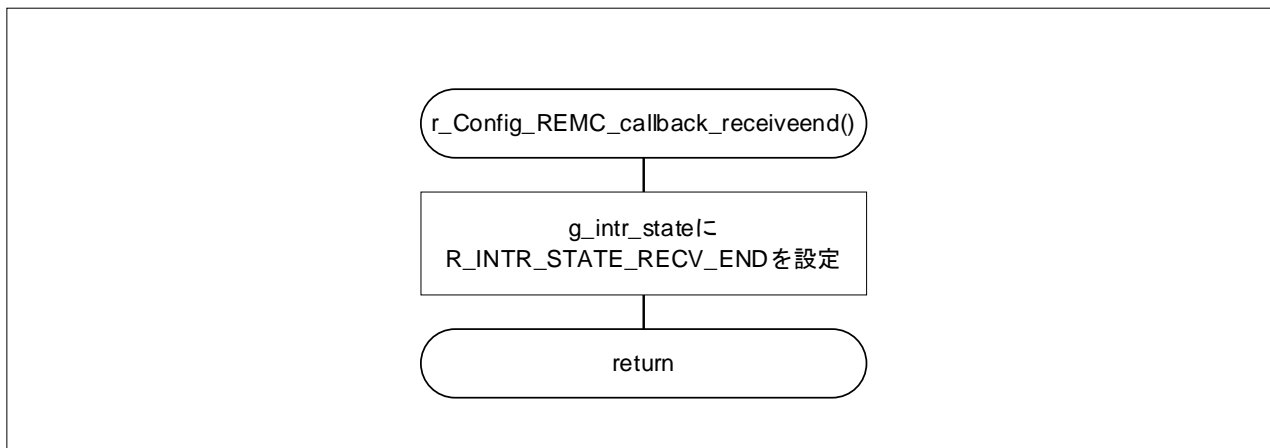 r_Config_REMC_callback_receiveend()
g_intr_stateに
R_INTR_STATE_RECV_ENDを設定
return